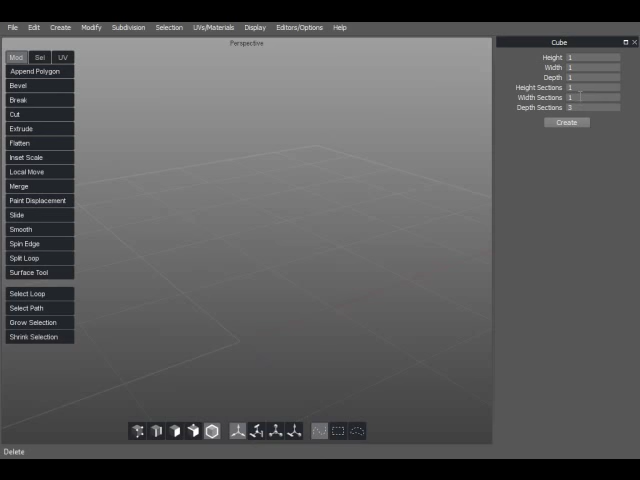 File Edit Create Modify Subdivision Selection UVs/Materials Display Editors/Options Help
Perspective
Cube
Mod Sel UV
Append Polygon
Bevel
Break
Cut
Extrude
Flatten
Inset Scale
Local Move
Merge
Paint Displacement
Slide
Smooth
Spin Edge
Split Loop
Surface Tool
Select Loop
Select Path
Grow Selection
Shrink Selection
Height 1
Width 1
Depth 1
Height Sections 1
Width Sections 1
Depth Sections 3
Create
Delete